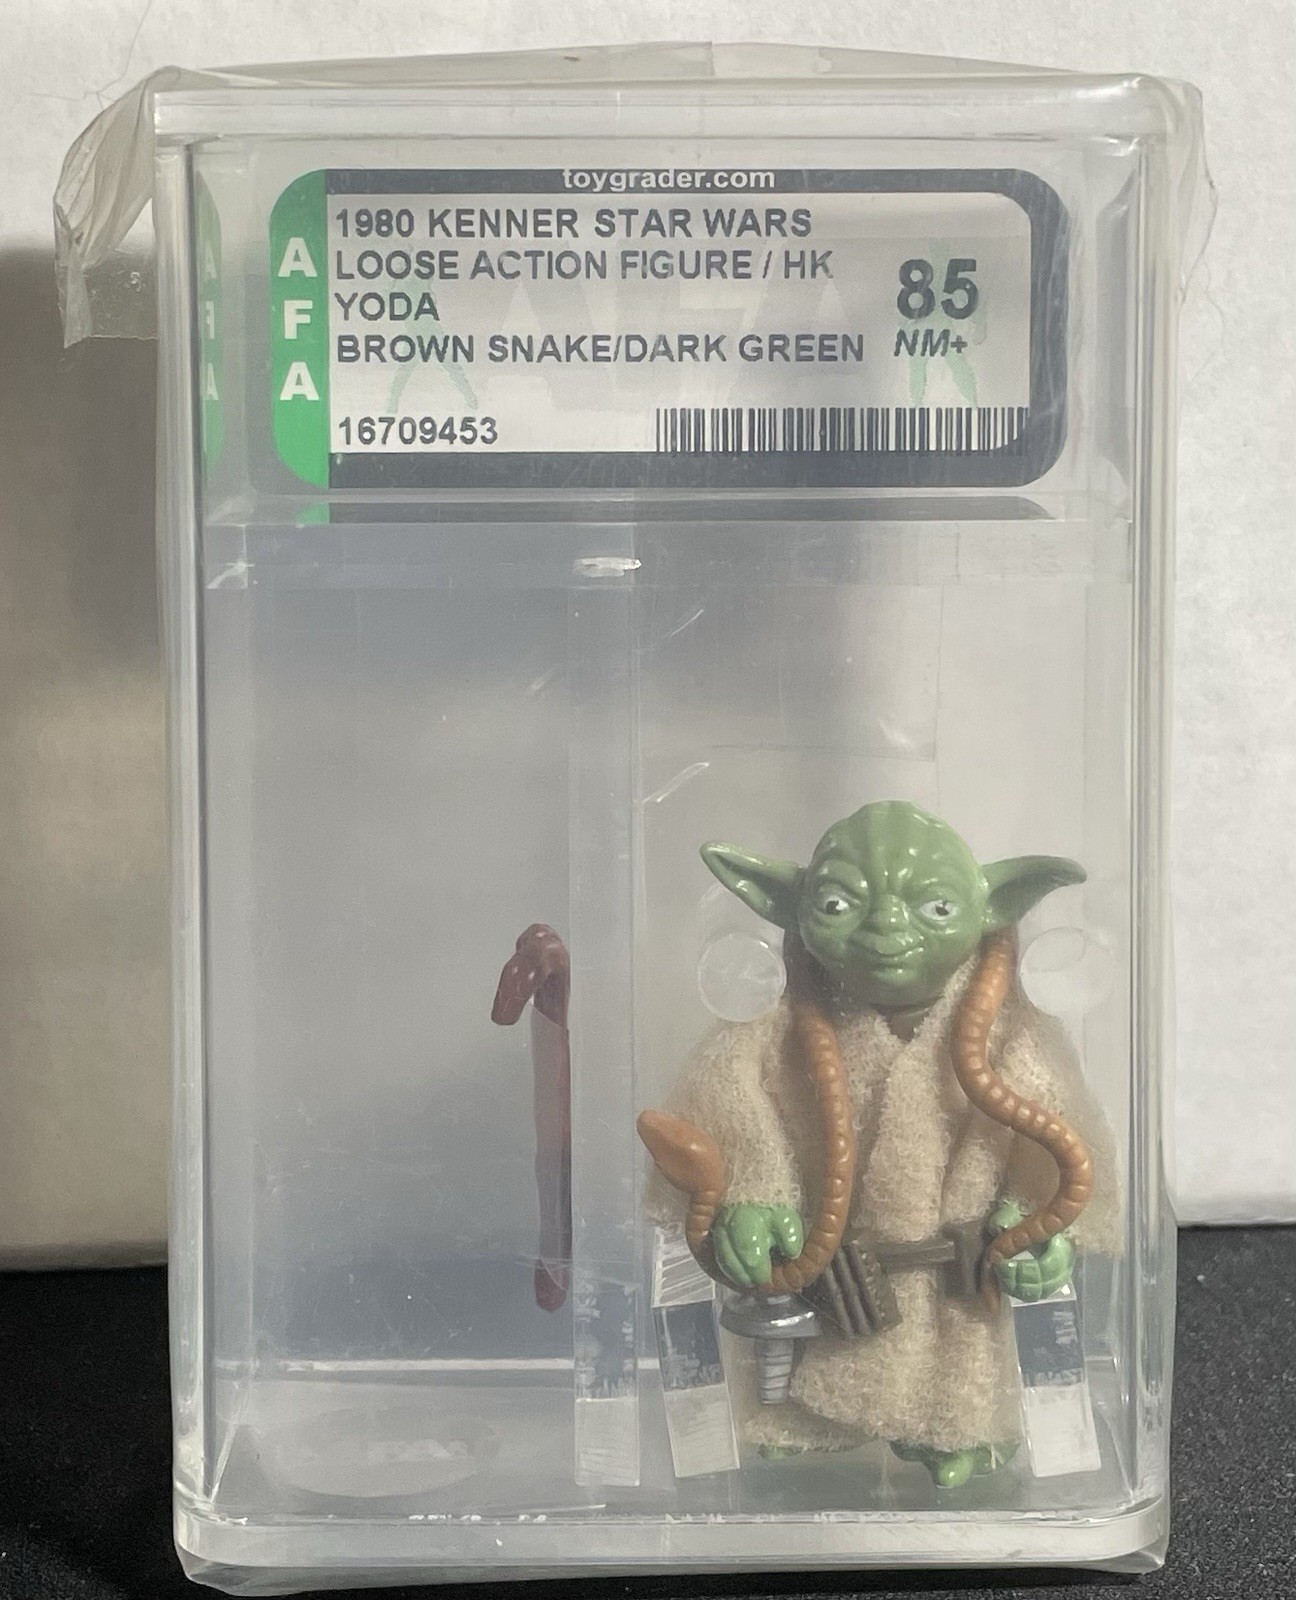 toygrader.com
AFA
1980 KENNER STAR WARS
LOOSE ACTION FIGURE / HK
YODA
BROWN SNAKE/DARK GREEN
85
NM+
16709453